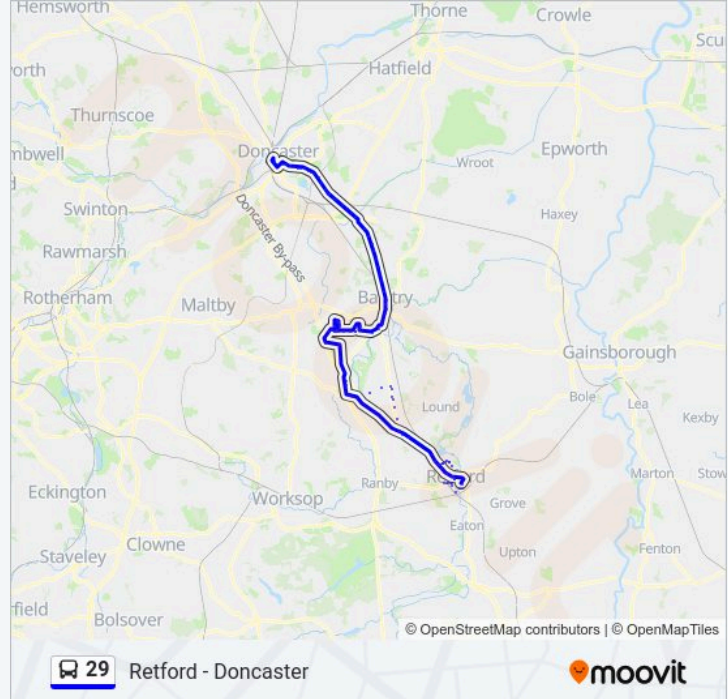 Hemsworth
Thorne
Crowle
Scu
orth
Hatfield
Thurnscoe
mbwell
Doncaster
Wroot
Epworth
Swinton
Doncaster By-pass
Haxey
Rawmarsh
Rotherham
Maltby
Bawtry
Gainsborough
Bole
Lea
Lound
Kexby
Retford
Ranby
Marton
Stow
Eckington
Worksop
Grove
Eaton
Clowne
Upton
Fenton
Staveley
field
Bolsover
© OpenStreetMap contributors | © OpenMapTiles
29 Retford - Doncaster
moovit